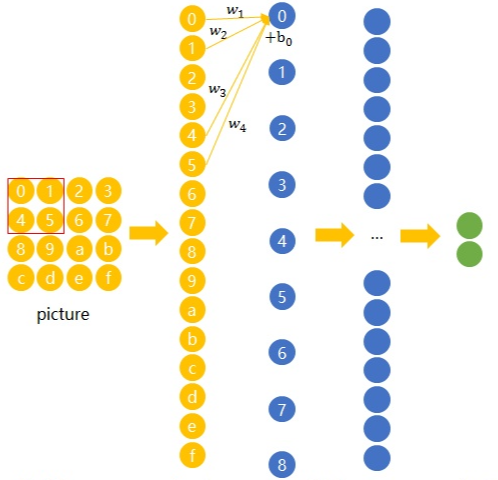 0 1 2 3
4 5 6 7
8 9 a b
c d e f
picture
0
1
2
3
4
5
6
7
8
9
a
b
c
d
e
f
w₁
w₂
w₃
w₄
0
+b₀
1
2
3
4
5
6
7
8
...